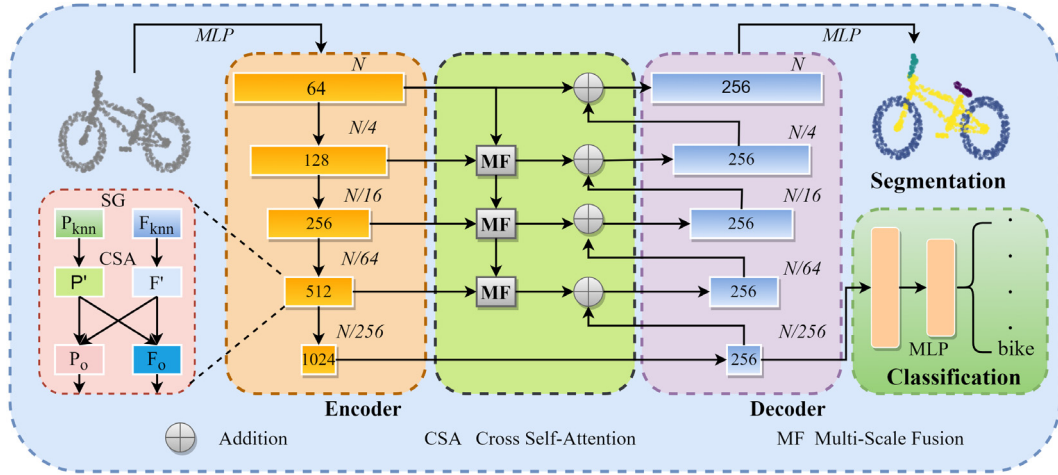 MLP
MLP
N
64
N/4
128
N/16
256
N/64
512
N/256
1024
Encoder
MF
MF
MF
N
256
N/4
256
N/16
256
N/64
256
N/256
256
Decoder
SG
Pknn
Fknn
CSA
P'
F'
Po
Fo
Segmentation
MLP
bike
Classification
Addition
CSA Cross Self-Attention
MF Multi-Scale Fusion